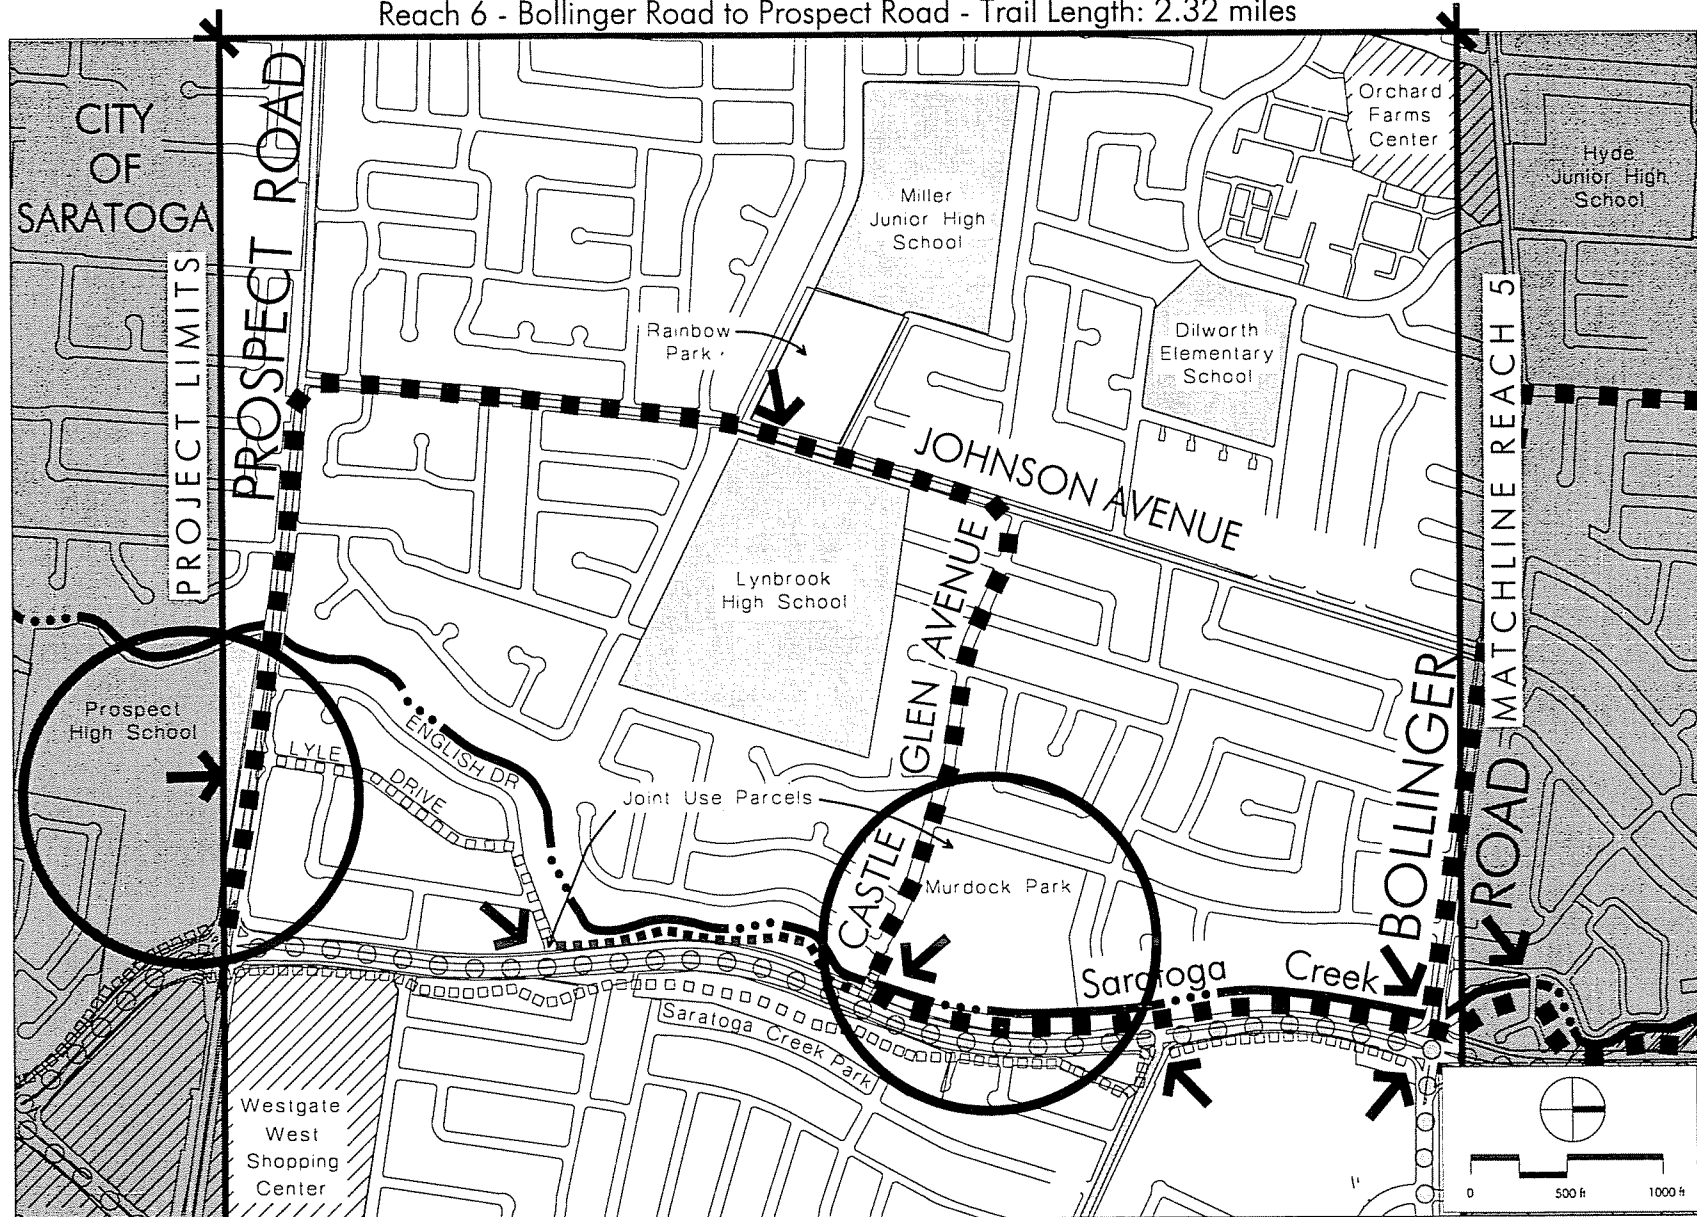 Reach 6 - Bollinger Road to Prospect Road - Trail Length: 2.32 miles
CITY
OF
SARATOGA
PROJECT LIMITS
PROSPECT ROAD
Orchard
Farms
Center
Hyde
Junior High
School
Miller
Junior High
School
Rainbow
Park
Dilworth
Elementary
School
JOHNSON AVENUE
MATCHLINE REACH 5
Lynbrook
High School
CASTLE GLEN AVENUE
BOLLINGER ROAD
Prospect
High School
LYLE DRIVE
ENGLISH DR
Joint Use Parcels
Murdock Park
Saratoga Creek
Saratoga Creek Park
Westgate
West
Shopping
Center
0 500 ft 1000 ft